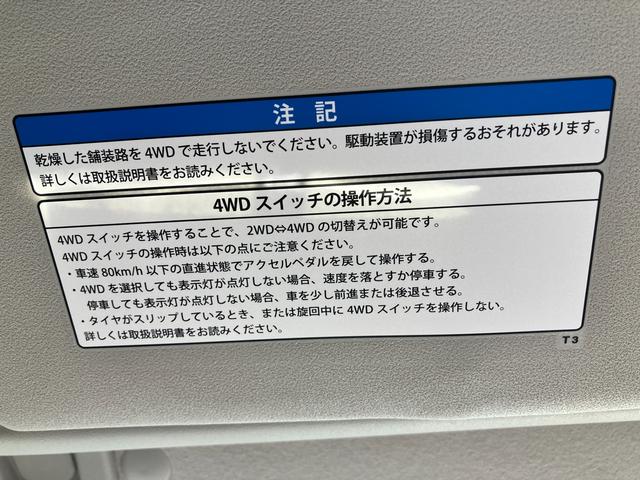 注 記
乾燥した舗装路を4WDで走行しないでください。駆動装置が損傷するおそれがあります。
詳しくは取扱説明書をお読みください。
4WDスイッチの操作方法
4WDスイッチを操作することで、2WD⇔4WDの切替えが可能です。
4WDスイッチの操作時は以下の点にご注意ください。
・車速80km/h以下の直進状態でアクセルペダルを戻して操作する。
・4WDを選択しても表示灯が点灯しない場合、速度を落とすか停車する。
停車しても表示灯が点灯しない場合、車を少し前進または後退させる。
・タイヤがスリップしているとき、または旋回中に4WDスイッチを操作しない。
詳しくは取扱説明書をお読みください。
T3